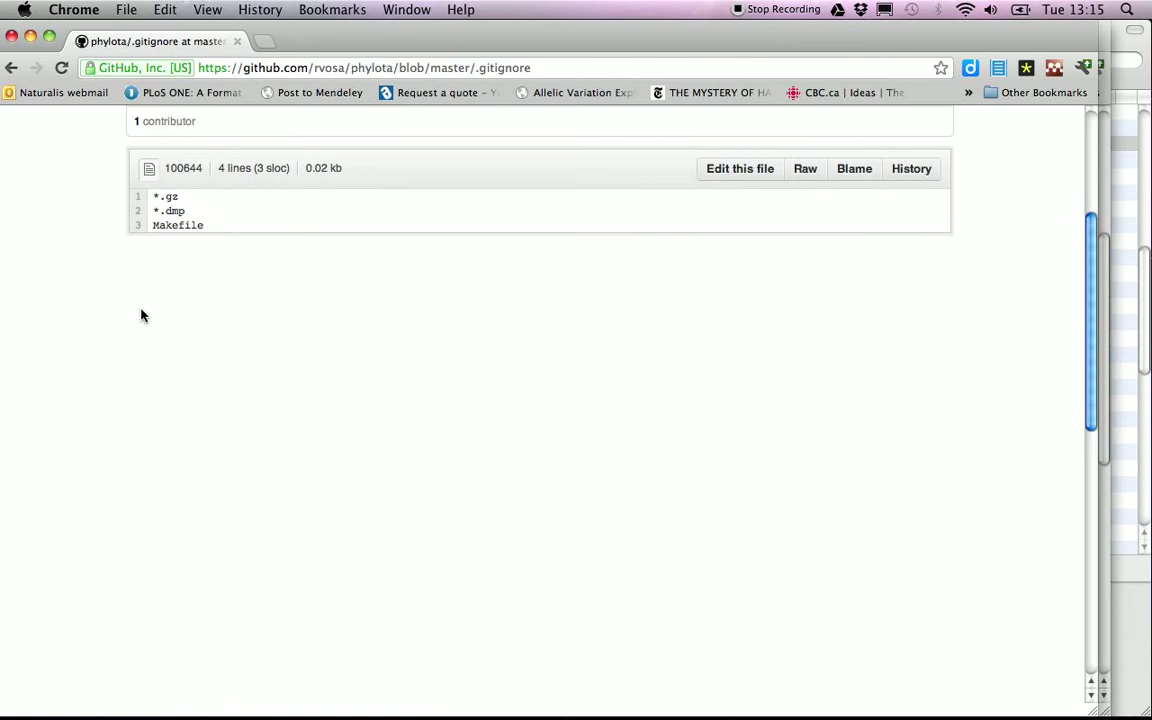 Chrome File Edit View History Bookmarks Window Help Stop Recording Tue 13:15
phylota/.gitignore at master
GitHub, Inc. [US] https://github.com/rvosa/phylota/blob/master/.gitignore
Naturalis webmail PLoS ONE: A Format Post to Mendeley Request a quote – Allelic Variation Exp THE MYSTERY OF HA CBC.ca | Ideas | The » Other Bookmarks
1 contributor
100644 4 lines (3 sloc) 0.02 kb Edit this file Raw Blame History
1 *.gz
2 *.dmp
3 Makefile